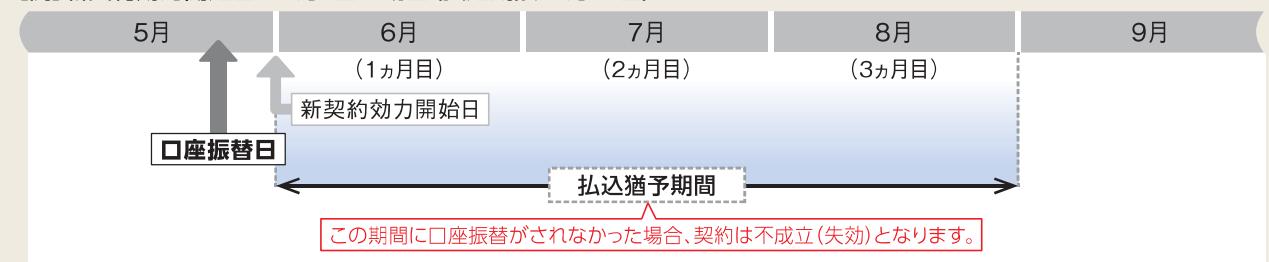 5月 6月 7月 8月 9月
(1ヵ月目) (2ヵ月目) (3ヵ月目)
新契約効力開始日
口座振替日
払込猶予期間
この期間に口座振替がされなかった場合、契約は不成立(失効)となります。